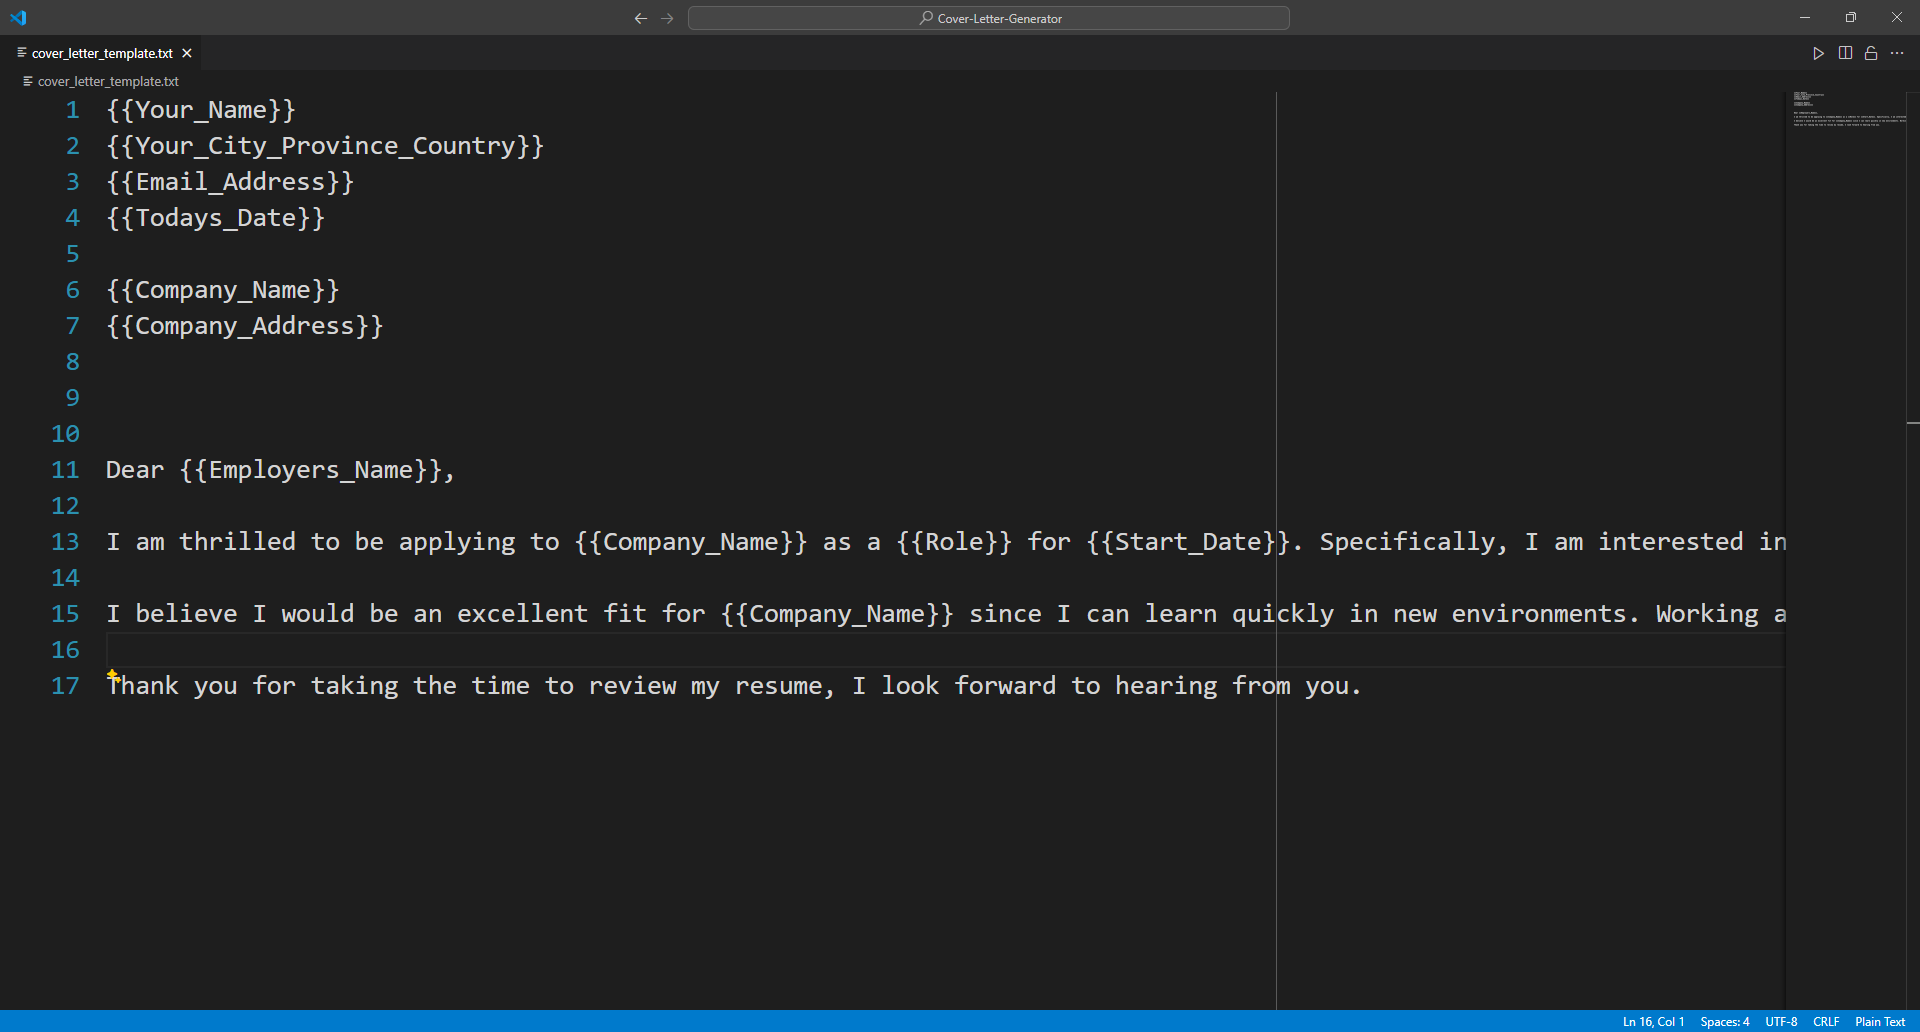 Cover-Letter-Generator
cover_letter_template.txt
cover_letter_template.txt
1 {{Your_Name}}
2 {{Your_City_Province_Country}}
3 {{Email_Address}}
4 {{Todays_Date}}
5
6 {{Company_Name}}
7 {{Company_Address}}
8
9
10
11 Dear {{Employers_Name}},
12
13 I am thrilled to be applying to {{Company_Name}} as a {{Role}} for {{Start_Date}}. Specifically, I am interested in
14
15 I believe I would be an excellent fit for {{Company_Name}} since I can learn quickly in new environments. Working a
16
17 Thank you for taking the time to review my resume, I look forward to hearing from you.
Ln 16, Col 1 Spaces: 4 UTF-8 CRLF Plain Text